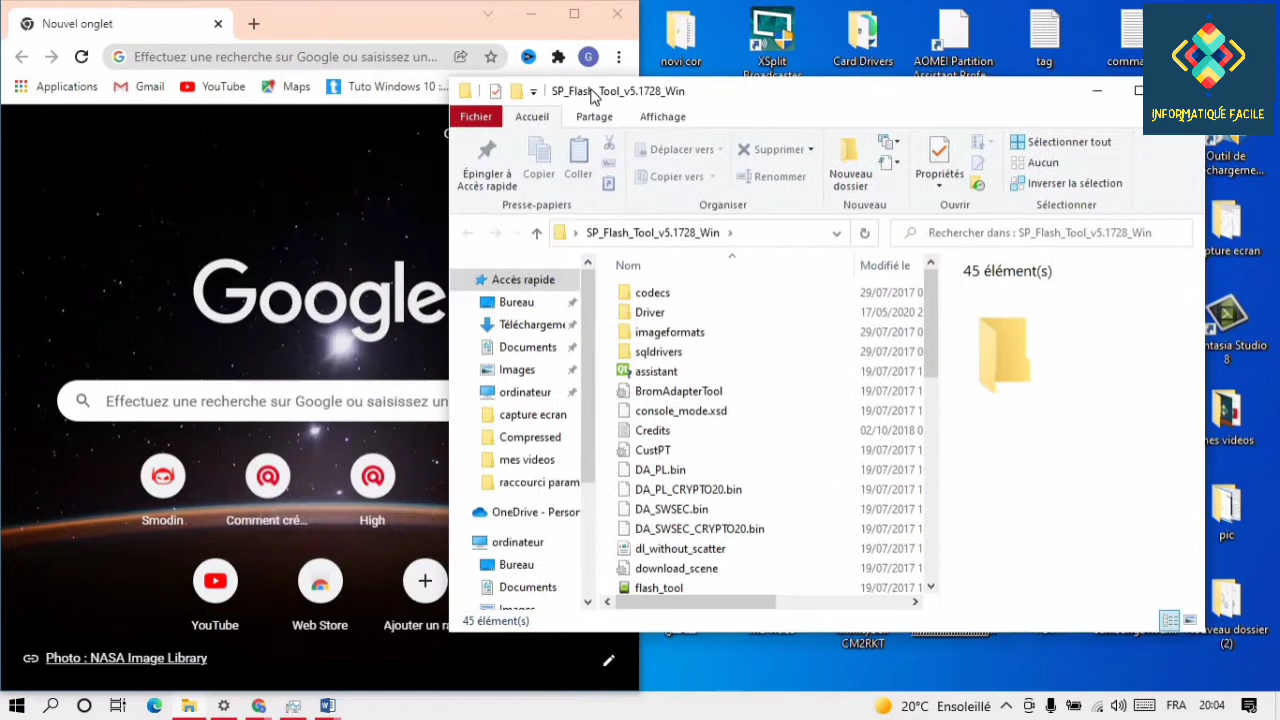 Nouvel onglet
Effectuez une recherche sur Google ou saisissez un...
Applications
Gmail
YouTube
Maps
Tuto Windows 10 :...
Google
Effectuez une recherche sur Google ou saisissez un
Smodin
Comment cré...
High
YouTube
Web Store
Ajouter un ra
Photo : NASA Image Library
novi cor
XSplit
Broadcaster
Card Drivers
AOMEI Partition
Assistant Profe...
tag
comma
INFORMATIQUE FACILE
SP_Flash_Tool_v5.1728_Win
Fichier
Accueil
Partage
Affichage
Épingler à
Accès rapide
Copier
Coller
Presse-papiers
Déplacer vers
Copier vers
Supprimer
Renommer
Organiser
Nouveau
dossier
Nouveau
Propriétés
Ouvrir
Sélectionner tout
Aucun
Inverser la sélection
Sélectionner
SP_Flash_Tool_v5.1728_Win
Rechercher dans : SP_Flash_Tool_v5.1728_Win
Accès rapide
Bureau
Téléchargeme
Documents
Images
ordinateur
capture ecran
Compressed
mes videos
raccourci param
OneDrive - Person
ordinateur
Bureau
Documents
Images
Nom
Modifié le
codecs 29/07/2017 0
Driver 17/05/2020 2
imageformats 29/07/2017 0
sqldrivers 29/07/2017 0
assistant 19/07/2017 1
BromAdapterTool 19/07/2017 1
console_mode.xsd 19/07/2017 1
Credits 02/10/2018 0
CustPT 19/07/2017 1
DA_PL.bin 19/07/2017 1
DA_PL_CRYPTO20.bin 19/07/2017 1
DA_SWSEC.bin 19/07/2017 1
DA_SWSEC_CRYPTO20.bin 19/07/2017 1
dl_without_scatter 19/07/2017 1
download_scene 19/07/2017 1
flash_tool 19/07/2017 1
45 élément(s)
45 élément(s)
Outil de
échargeme...
pture ecran
ntasia Studio
8
nes videos
pic
uveau dossier
(2)
CM2RKT
20°C Ensoleillé
FRA
20:04